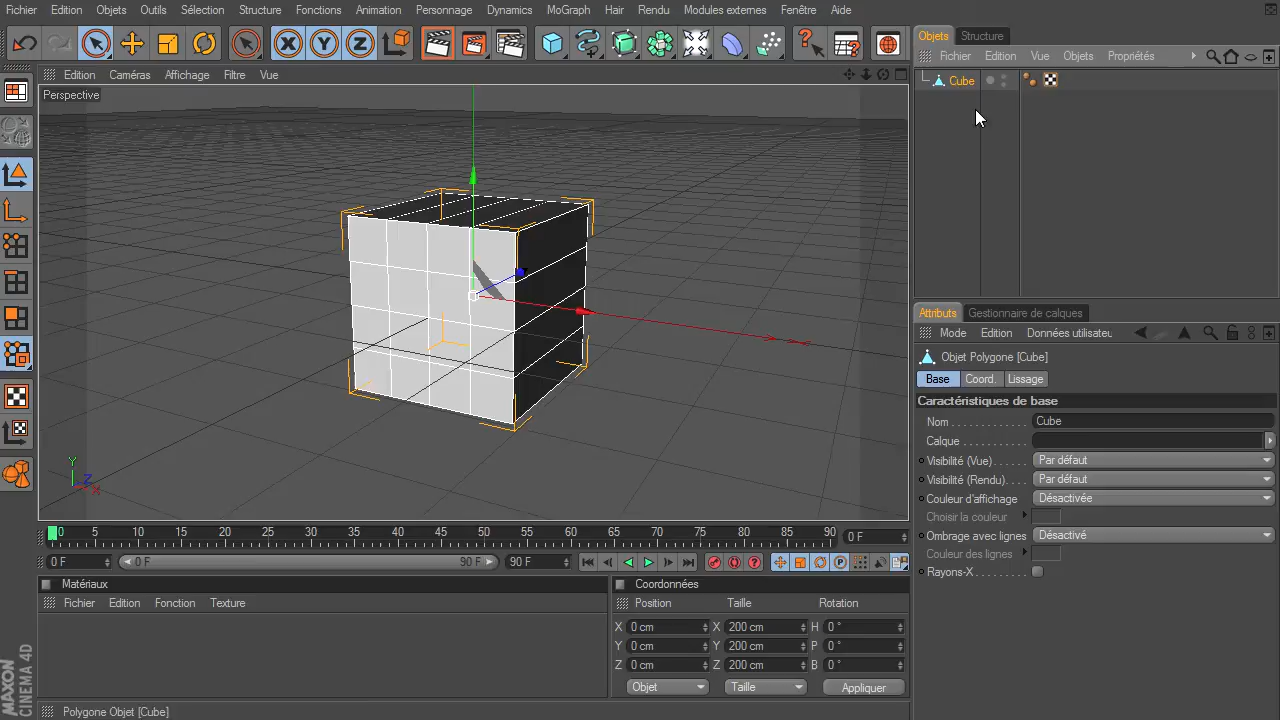 Fichier Edition Objets Outils Sélection Structure Fonctions Animation Personnage Dynamics MoGraph Hair Rendu Modules externes Fenêtre Aide
X Y Z
Objets Structure
Fichier Edition Vue Objets Propriétés
Edition Caméras Affichage Filtre Vue
Perspective
Cube
Y
Z
X
Attributs Gestionnaire de calques
Mode Edition Données utilisateu
Objet Polygone [Cube]
Base Coord. Lissage
Caractéristiques de base
Nom Cube
Calque
Visibilité (Vue) Par défaut
Visibilité (Rendu) Par défaut
Couleur d'affichage Désactivée
Choisir la couleur
Ombrage avec lignes Désactivé
Couleur des lignes
Rayons-X
0 5 10 15 20 25 30 35 40 45 50 55 60 65 70 75 80 85 90 0 F
0 F 0 F 90 F 90 F
Matériaux
Fichier Edition Fonction Texture
Coordonnées
Position Taille Rotation
X 0 cm X 200 cm H 0 °
Y 0 cm Y 200 cm P 0 °
Z 0 cm Z 200 cm B 0 °
Objet Taille Appliquer
MAXON
CINEMA 4D
Polygone Objet [Cube]